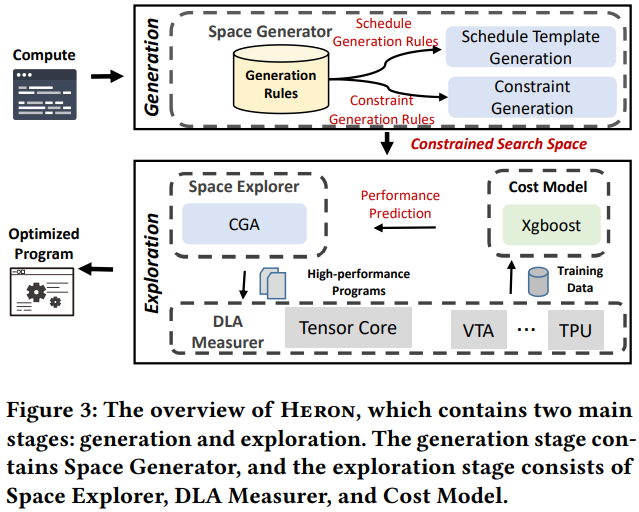 Compute
Generation
Space Generator
Generation
Rules
Schedule
Generation Rules
Constraint
Generation Rules
Schedule Template
Generation
Constraint
Generation
Constrained Search Space
Optimized
Program
Exploration
Space Explorer
CGA
Performance
Prediction
Cost Model
Xgboost
High-performance
Programs
Training
Data
DLA
Measurer
Tensor Core
VTA
...
TPU
Figure 3: The overview of HERON, which contains two main
stages: generation and exploration. The generation stage con-
tains Space Generator, and the exploration stage consists of
Space Explorer, DLA Measurer, and Cost Model.